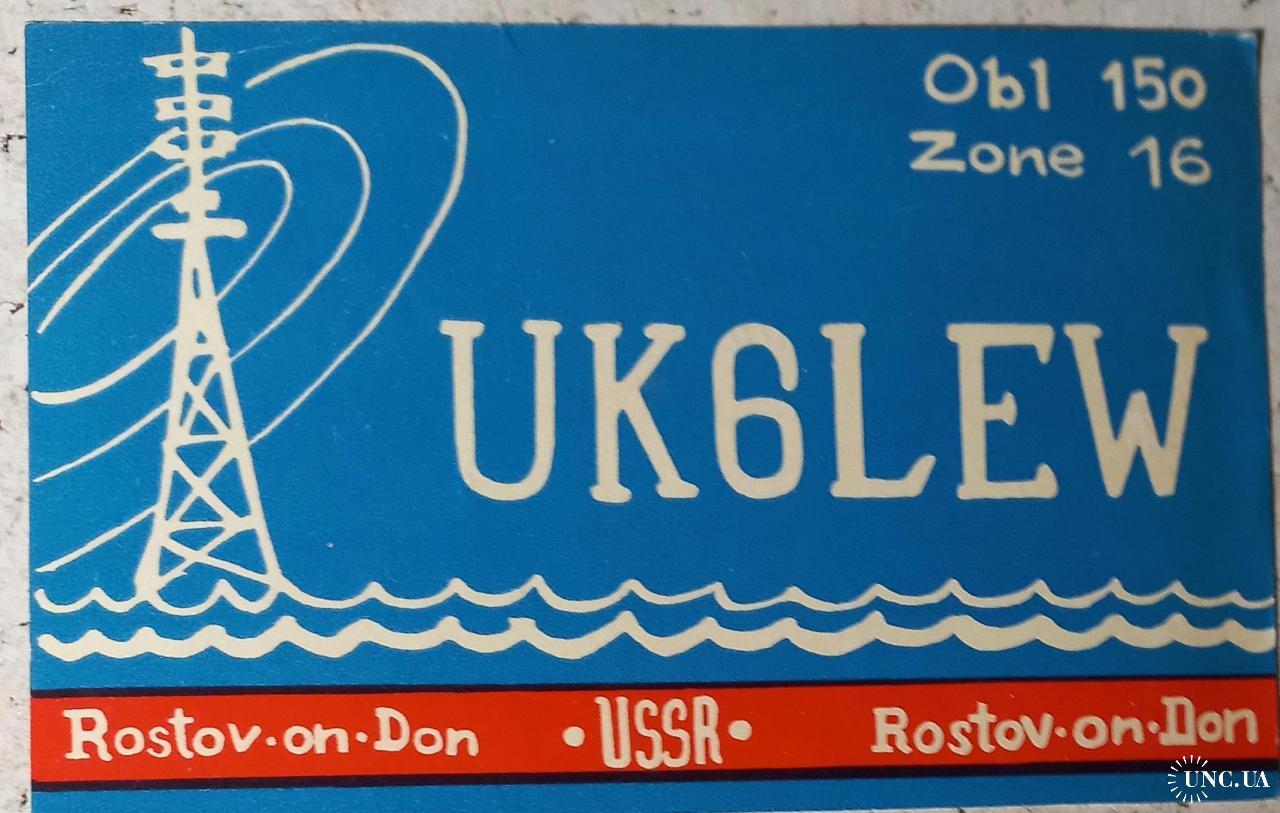 Obl 150
Zone 16
UK6LEW
Rostov·on·Don •USSR• Rostov·on·Don
UNC.UA